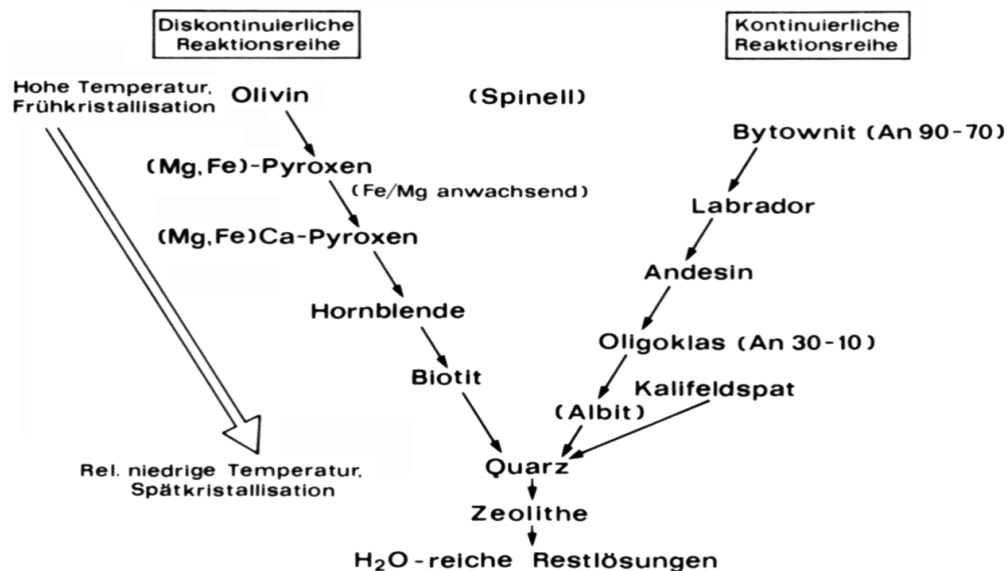 Diskontinuierliche
Reaktionsreihe
Kontinuierliche
Reaktionsreihe
Hohe Temperatur,
Frühkristallisation
Olivin
(Spinell)
Bytownit (An 90-70)
(Mg,Fe)-Pyroxen
(Fe/Mg anwachsend)
Labrador
(Mg,Fe)Ca-Pyroxen
Andesin
Hornblende
Oligoklas (An 30-10)
Biotit
Kalifeldspat
(Albit)
Rel. niedrige Temperatur,
Spätkristallisation
Quarz
Zeolithe
H₂O-reiche Restlösungen